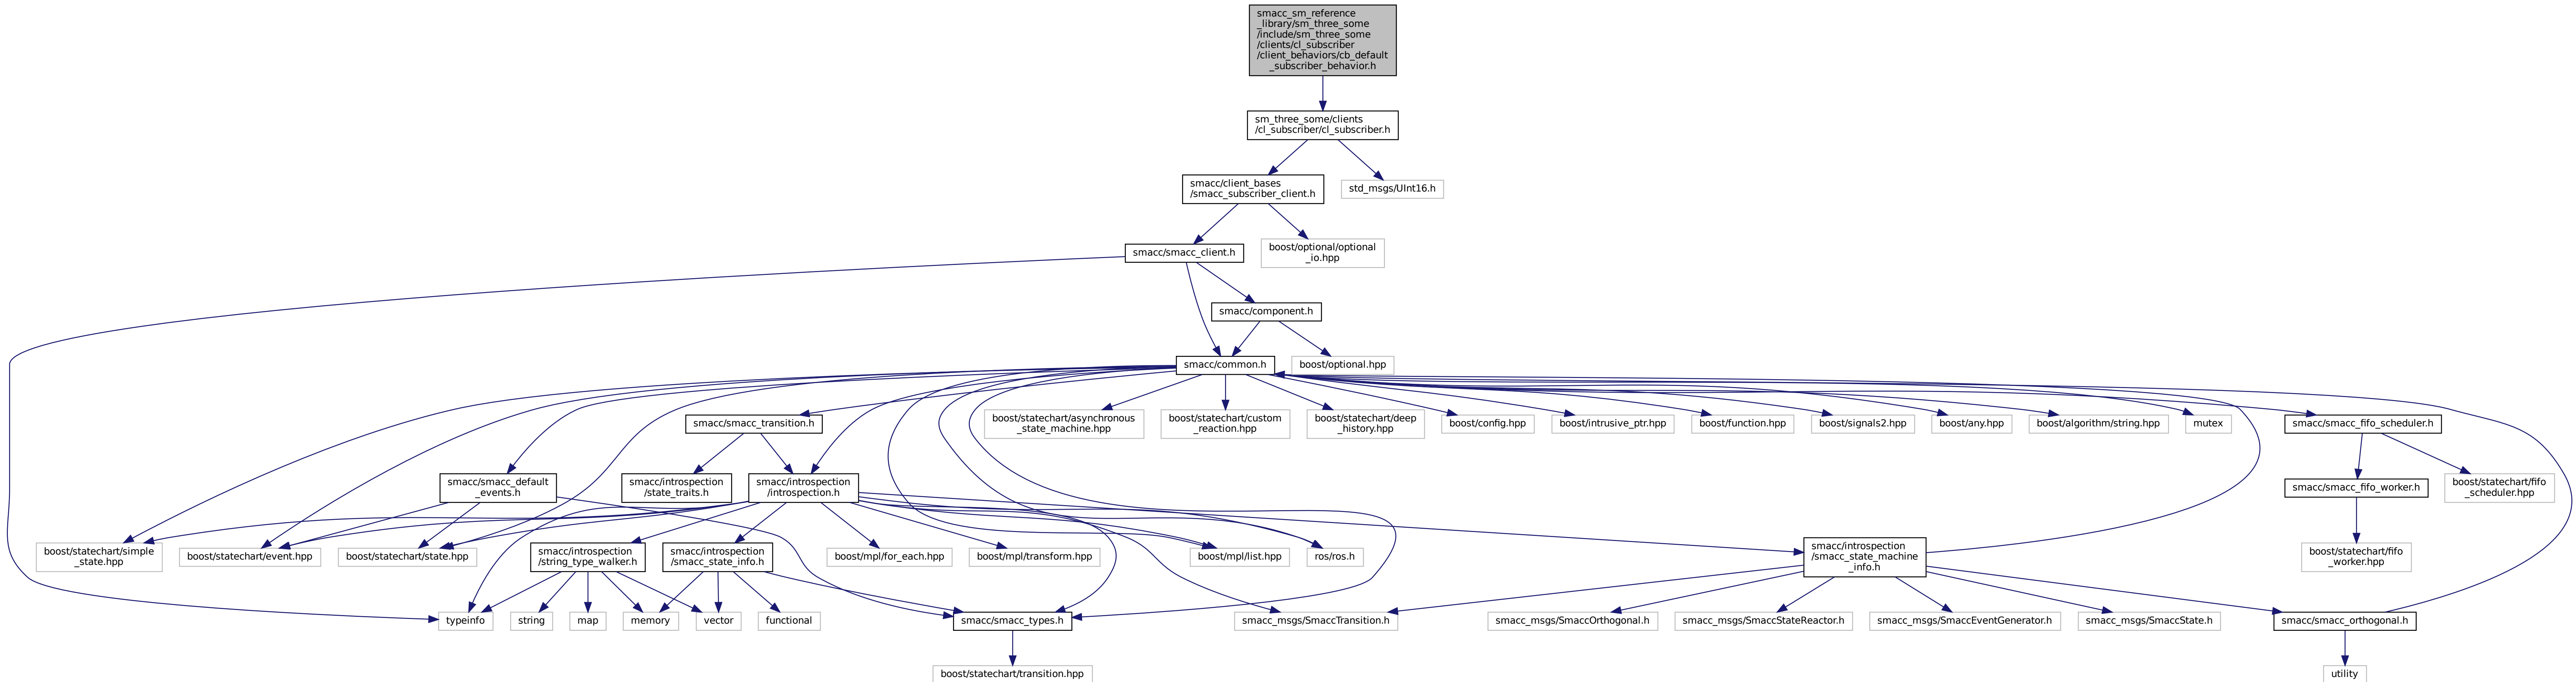 smacc_sm_reference
_library/sm_three_some
/include/sm_three_some
/clients/cl_subscriber
/client_behaviors/cb_default
_subscriber_behavior.h
sm_three_some/clients
/cl_subscriber/cl_subscriber.h
smacc/client_bases
/smacc_subscriber_client.h
std_msgs/UInt16.h
smacc/smacc_client.h
boost/optional/optional
_io.hpp
smacc/component.h
smacc/common.h
boost/optional.hpp
smacc/smacc_transition.h
boost/statechart/asynchronous
_state_machine.hpp
boost/statechart/custom
_reaction.hpp
boost/statechart/deep
_history.hpp
boost/config.hpp
boost/intrusive_ptr.hpp
boost/function.hpp
boost/signals2.hpp
boost/any.hpp
boost/algorithm/string.hpp
mutex
smacc/smacc_fifo_scheduler.h
smacc/smacc_default
_events.h
smacc/introspection
/state_traits.h
smacc/introspection
/introspection.h
smacc/smacc_fifo_worker.h
boost/statechart/fifo
_scheduler.hpp
boost/statechart/simple
_state.hpp
boost/statechart/event.hpp
boost/statechart/state.hpp
smacc/introspection
/string_type_walker.h
smacc/introspection
/smacc_state_info.h
boost/mpl/for_each.hpp
boost/mpl/transform.hpp
boost/mpl/list.hpp
ros/ros.h
smacc/introspection
/smacc_state_machine
_info.h
boost/statechart/fifo
_worker.hpp
typeinfo
string
map
memory
vector
functional
smacc/smacc_types.h
smacc_msgs/SmaccTransition.h
smacc_msgs/SmaccOrthogonal.h
smacc_msgs/SmaccStateReactor.h
smacc_msgs/SmaccEventGenerator.h
smacc_msgs/SmaccState.h
smacc/smacc_orthogonal.h
boost/statechart/transition.hpp
utility